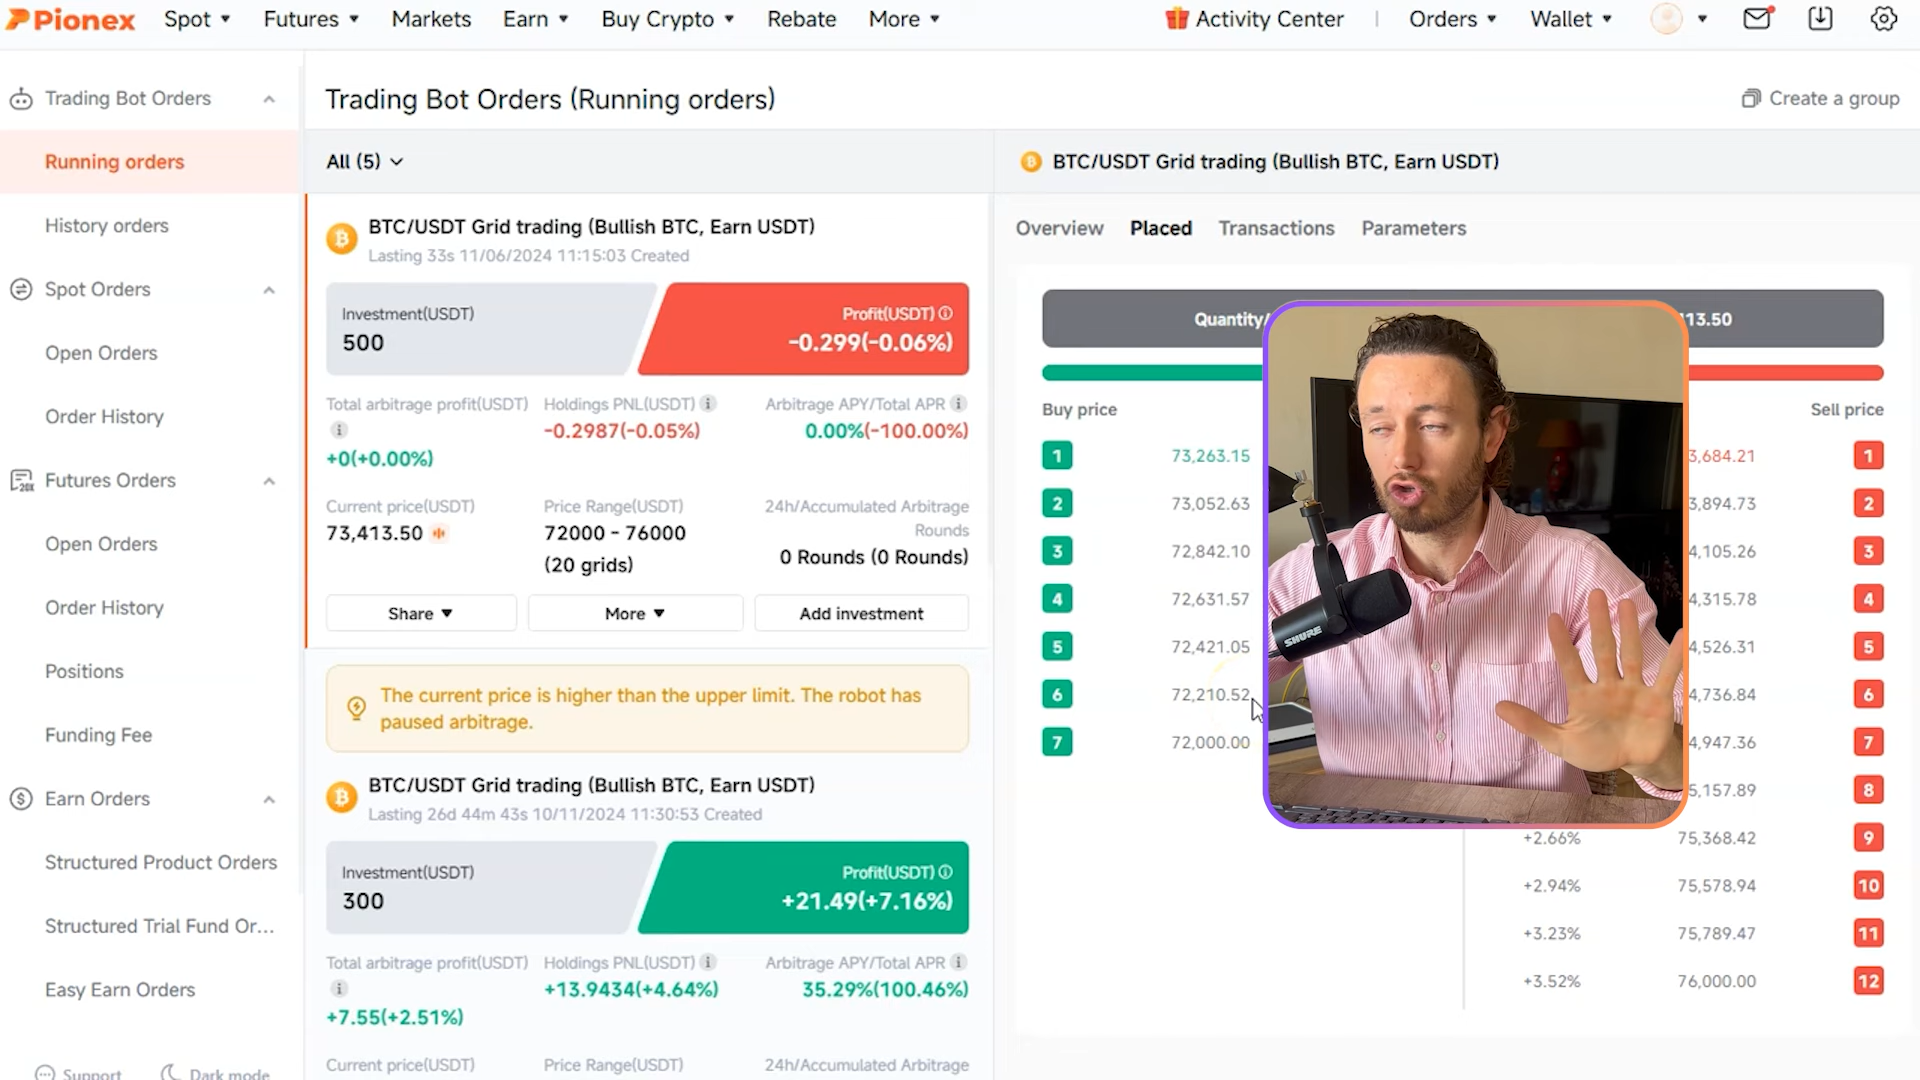 Pionex
Spot
Futures
Markets
Earn
Buy Crypto
Rebate
More
Activity Center
Orders
Wallet
Trading Bot Orders
Running orders
History orders
Spot Orders
Open Orders
Order History
Futures Orders
Open Orders
Order History
Positions
Funding Fee
Earn Orders
Structured Product Orders
Structured Trial Fund Or...
Easy Earn Orders
Support
Dark mode
Trading Bot Orders (Running orders)
Create a group
All (5)
BTC/USDT Grid trading (Bullish BTC, Earn USDT)
Lasting 33s 11/06/2024 11:15:03 Created
Investment(USDT)
500
Profit(USDT)
-0.299(-0.06%)
Total arbitrage profit(USDT)
+0(+0.00%)
Holdings PNL(USDT)
-0.2987(-0.05%)
Arbitrage APY/Total APR
0.00%(-100.00%)
Current price(USDT)
73,413.50
Price Range(USDT)
72000 - 76000
(20 grids)
24h/Accumulated Arbitrage
Rounds
0 Rounds (0 Rounds)
Share
More
Add investment
The current price is higher than the upper limit. The robot has
paused arbitrage.
BTC/USDT Grid trading (Bullish BTC, Earn USDT)
Lasting 26d 44m 43s 10/11/2024 11:30:53 Created
Investment(USDT)
300
Profit(USDT)
+21.49(+7.16%)
Total arbitrage profit(USDT)
+7.55(+2.51%)
Holdings PNL(USDT)
+13.9434(+4.64%)
Arbitrage APY/Total APR
35.29%(100.46%)
Current price(USDT)
Price Range(USDT)
24h/Accumulated Arbitrage
BTC/USDT Grid trading (Bullish BTC, Earn USDT)
Overview
Placed
Transactions
Parameters
Quantity/
13.50
Buy price
Sell price
1 73,263.15
3,684.21 1
2 73,052.63
3,894.73 2
3 72,842.10
4,105.26 3
4 72,631.57
4,315.78 4
5 72,421.05
4,526.31 5
6 72,210.52
4,736.84 6
7 72,000.00
4,947.36 7
5,157.89 8
+2.66% 75,368.42 9
+2.94% 75,578.94 10
+3.23% 75,789.47 11
+3.52% 76,000.00 12
SHURE